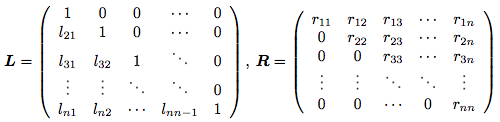 L = ( 1 0 0 ⋯ 0 ) , R = ( r11 r12 r13 ⋯ r1n )
l21 1 0 ⋯ 0 0 r22 r23 ⋯ r2n
l31 l32 1 ⋱ 0 0 0 r33 ⋯ r3n
⋮ ⋮ ⋱ ⋱ 0 ⋮ ⋮ ⋱ ⋱ ⋮
ln1 ln2 ⋯ lnn−1 1 0 0 ⋯ 0 rnn